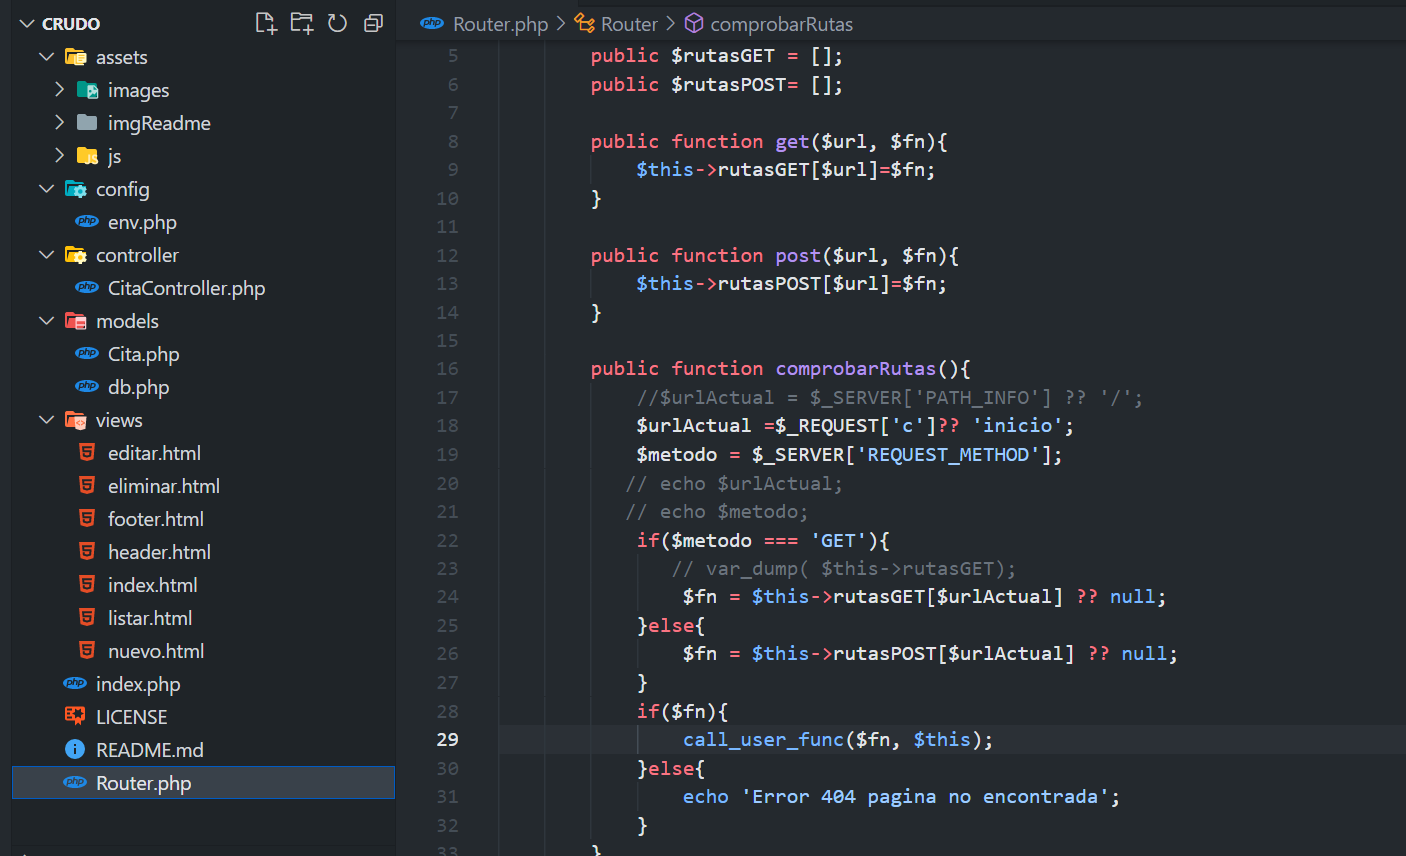 CRUDO
assets
images
imgReadme
js
config
env.php
controller
CitaController.php
models
Cita.php
db.php
views
editar.html
eliminar.html
footer.html
header.html
index.html
listar.html
nuevo.html
index.php
LICENSE
README.md
Router.php
Router.php > Router > comprobarRutas
5 public $rutasGET = [];
6 public $rutasPOST= [];
7
8 public function get($url, $fn){
9 $this->rutasGET[$url]=$fn;
10 }
11
12 public function post($url, $fn){
13 $this->rutasPOST[$url]=$fn;
14 }
15
16 public function comprobarRutas(){
17 //$urlActual = $_SERVER['PATH_INFO'] ?? '/';
18 $urlActual =$_REQUEST['c']?? 'inicio';
19 $metodo = $_SERVER['REQUEST_METHOD'];
20 // echo $urlActual;
21 // echo $metodo;
22 if($metodo === 'GET'){
23 // var_dump( $this->rutasGET);
24 $fn = $this->rutasGET[$urlActual] ?? null;
25 }else{
26 $fn = $this->rutasPOST[$urlActual] ?? null;
27 }
28 if($fn){
29 call_user_func($fn, $this);
30 }else{
31 echo 'Error 404 pagina no encontrada';
32 }
33 }